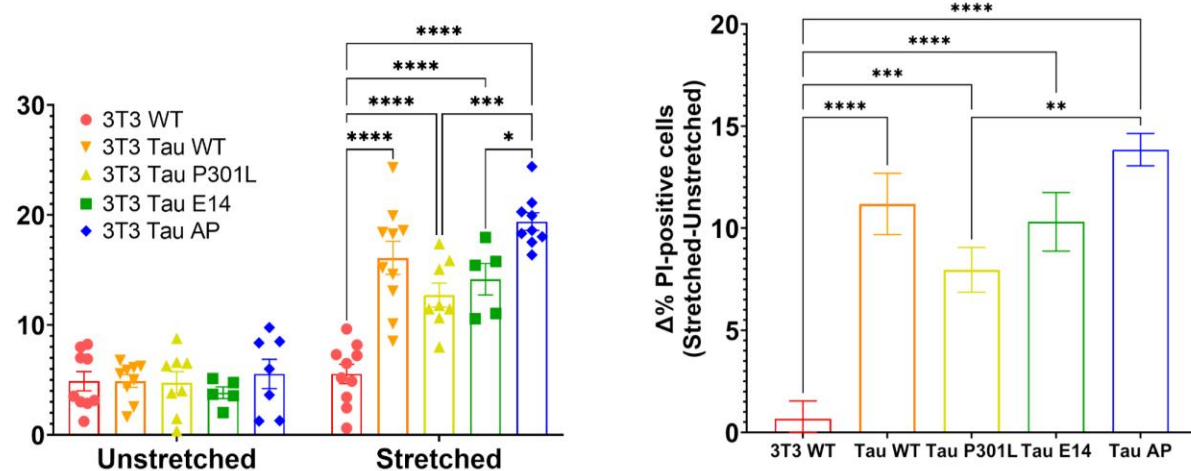 ****
****
****
***
****
*
30
20
10
0
3T3 WT
3T3 Tau WT
3T3 Tau P301L
3T3 Tau E14
3T3 Tau AP
Unstretched
Stretched
****
****
***
****
**
Δ% PI-positive cells
(Stretched-Unstretched)
20
15
10
5
0
3T3 WT
Tau WT
Tau P301L
Tau E14
Tau AP